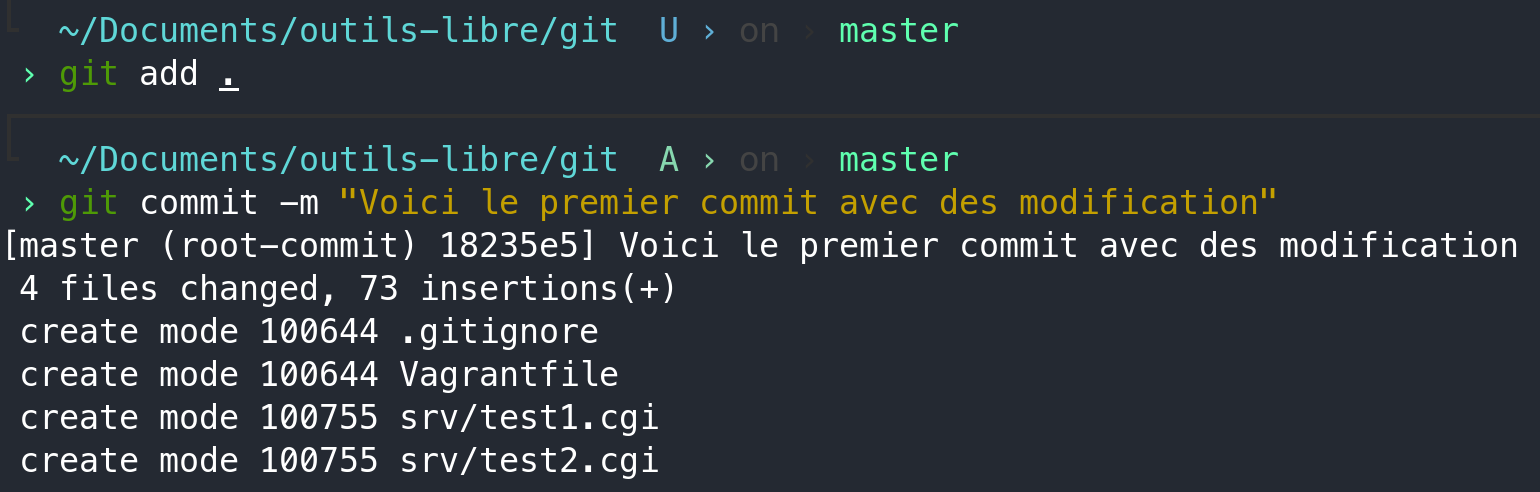 ~/Documents/outils-libre/git  U › on › master
› git add .
~/Documents/outils-libre/git  A › on › master
› git commit -m "Voici le premier commit avec des modification"
[master (root-commit) 18235e5] Voici le premier commit avec des modification
4 files changed, 73 insertions(+)
create mode 100644 .gitignore
create mode 100644 Vagrantfile
create mode 100755 srv/test1.cgi
create mode 100755 srv/test2.cgi